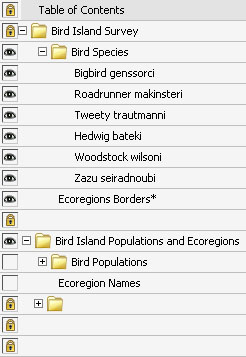 Table of Contents
Bird Island Survey
Bird Species
Bigbird genssorci
Roadrunner makinsteri
Tweety trautmanni
Hedwig bateki
Woodstock wilsoni
Zazu seiradnoubi
Ecoregions Borders*
Bird Island Populations and Ecoregions
Bird Populations
Ecoregion Names